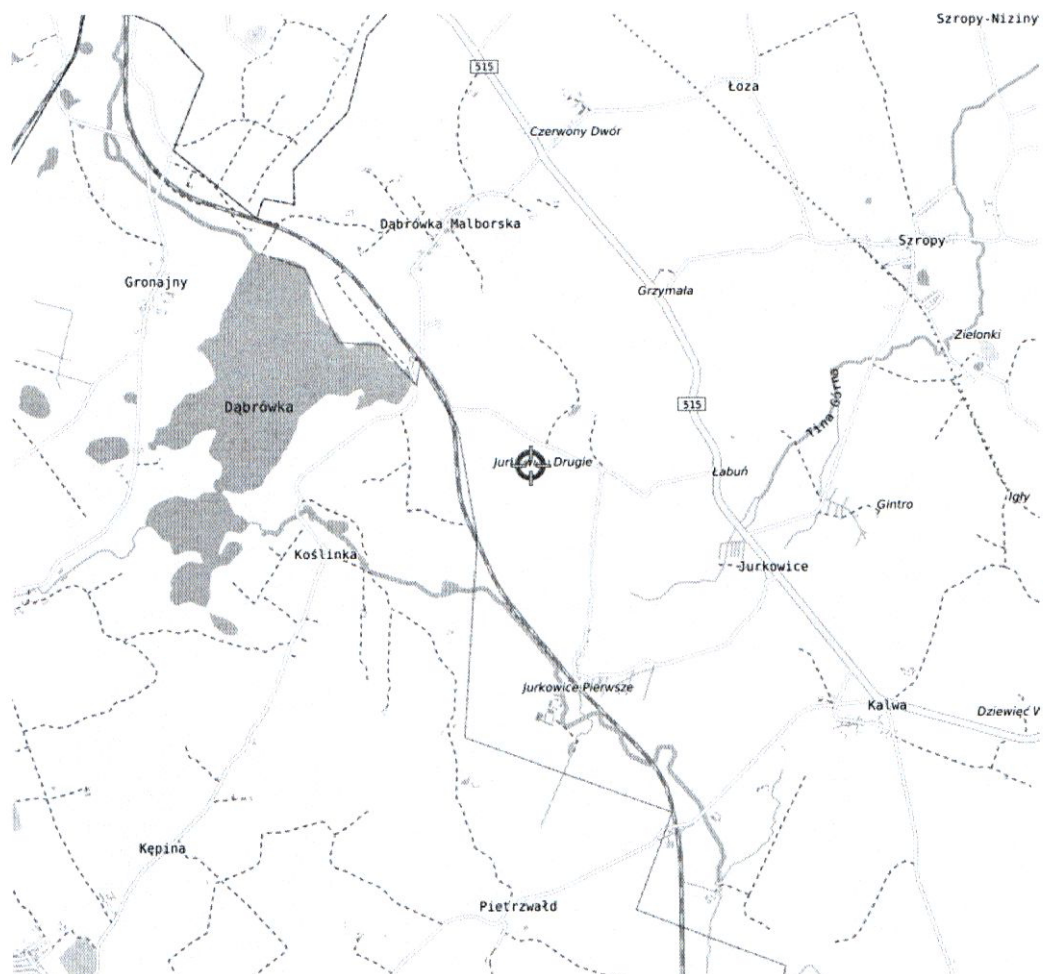 Szropy-Niziny
515
Łoza
Czerwony Dwór
Dąbrówka Malborska
Szropy
Gronajny
Grzymała
Zielonki
Dąbrówka
515
Tina Górna
Drugie
Łabuń
Igły
Gintro
Koślinka
Jurkowice
Jurkowice Pierwsze
Kalwa
Dziewięć W
Kępina
Pietrzwałd